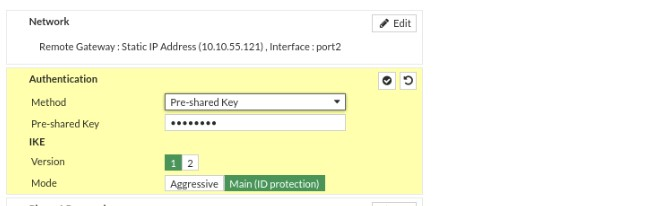 Network
Edit
Remote Gateway : Static IP Address (10.10.55.121) , Interface : port2
Authentication
Method Pre-shared Key
Pre-shared Key ••••••••
IKE
Version 1 2
Mode Aggressive Main (ID protection)